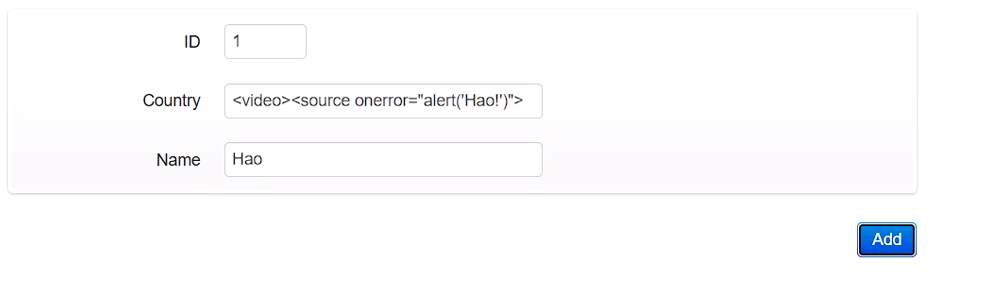 ID 1
Country <video><source onerror="alert('Hao!')">
Name Hao
Add